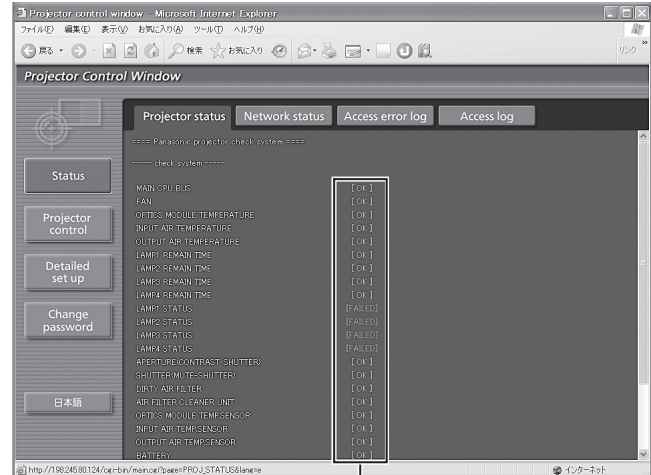 Projector control window - Microsoft Internet Explorer
ファイル(F) 編集(E) 表示(V) お気に入り(A) ツール(T) ヘルプ(H)
戻る 検索 お気に入り リンク »
Projector Control Window
Projector status Network status Access error log Access log
==== Panasonic projector check system ====
----- check system -----
Status
MAIN CPU BUS [ OK ]
FAN [ OK ]
OPTICS MODULE TEMPERATURE [ OK ]
INPUT AIR TEMPERATURE [ OK ]
OUTPUT AIR TEMPERATURE [ OK ]
LAMP1 REMAIN TIME [ OK ]
LAMP2 REMAIN TIME [ OK ]
LAMP3 REMAIN TIME [ OK ]
LAMP4 REMAIN TIME [ OK ]
LAMP1 STATUS [FAILED]
LAMP2 STATUS [FAILED]
LAMP3 STATUS [FAILED]
LAMP4 STATUS [FAILED]
APERTURE(CONTRAST-SHUTTER) [ OK ]
SHUTTER(MUTE-SHUTTER) [ OK ]
DIRTY AIR FILTER [ OK ]
AIR FILTER CLEANER UNIT [ OK ]
OPTICS MODULE TEMP.SENSOR [ OK ]
INPUT AIR TEMP.SENSOR [ OK ]
OUTPUT AIR TEMP.SENSOR [ OK ]
BATTERY [ OK ]
Projector
control
Detailed
set up
Change
password
日本語
http://198.245.80.124/cgi-bin/main.cgi?page=PROJ_STATUS&lang=e インターネット